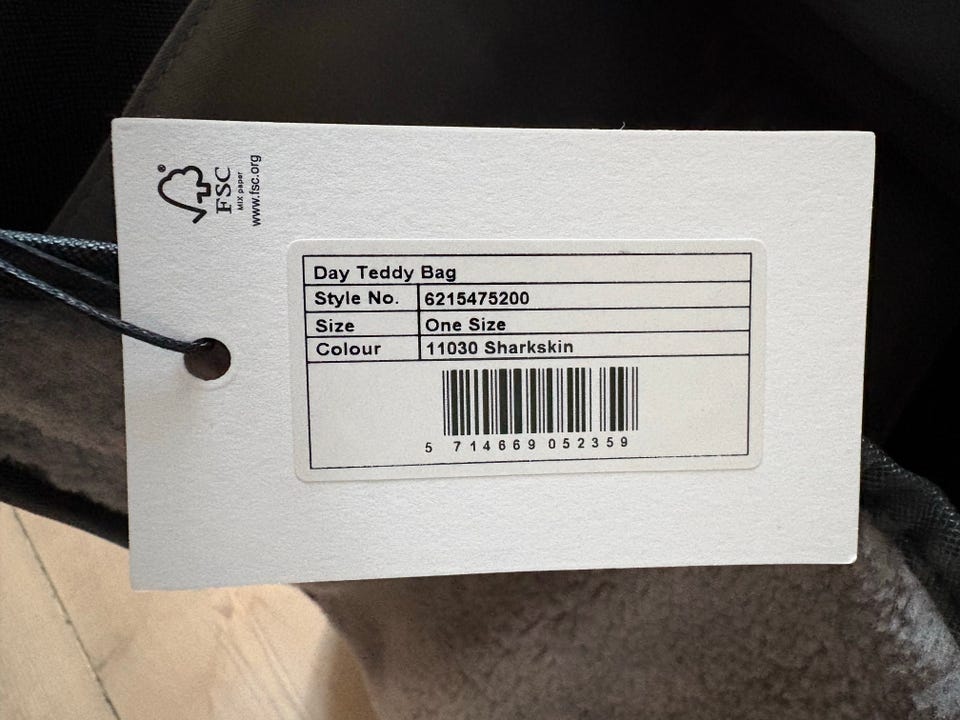 FSC
MIX paper
www.fsc.org
Day Teddy Bag
Style No. 6215475200
Size One Size
Colour 11030 Sharkskin
5 714669 052359